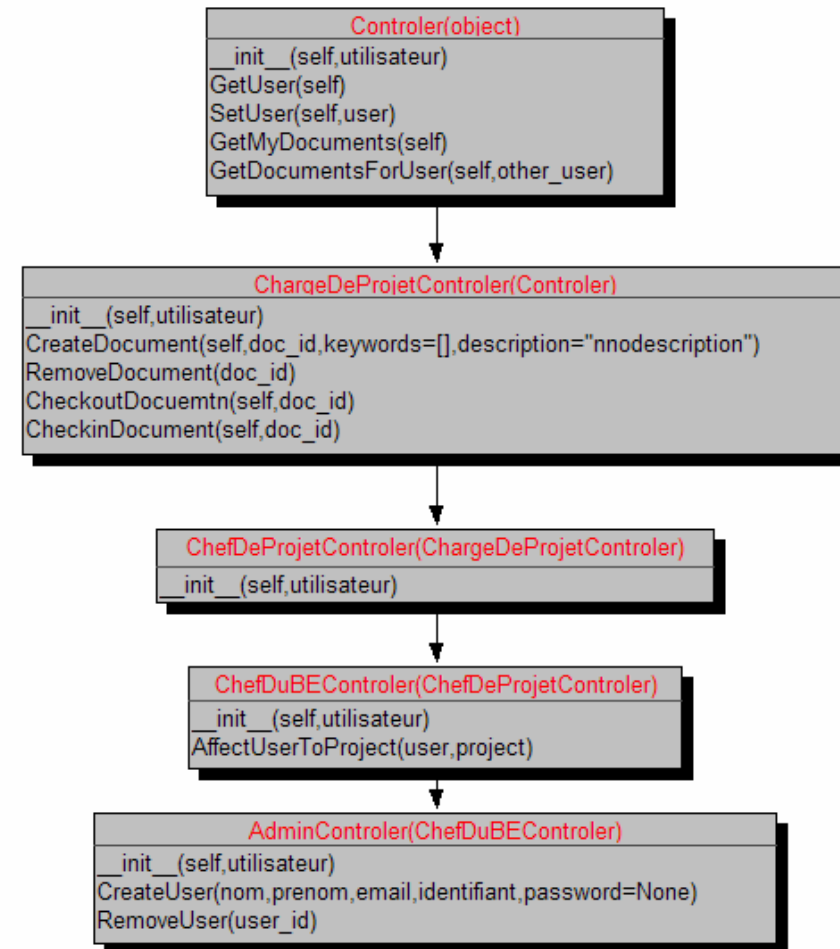 Controler(object)
__init__(self,utilisateur)
GetUser(self)
SetUser(self,user)
GetMyDocuments(self)
GetDocumentsForUser(self,other_user)
ChargeDeProjetControler(Controler)
__init__(self,utilisateur)
CreateDocument(self,doc_id,keywords=[],description="nnodescription")
RemoveDocument(doc_id)
CheckoutDocuemtn(self,doc_id)
CheckinDocument(self,doc_id)
ChefDeProjetControler(ChargeDeProjetControler)
__init__(self,utilisateur)
ChefDuBEControler(ChefDeProjetControler)
__init__(self,utilisateur)
AffectUserToProject(user,project)
AdminControler(ChefDuBEControler)
__init__(self,utilisateur)
CreateUser(nom,prenom,email,identifiant,password=None)
RemoveUser(user_id)